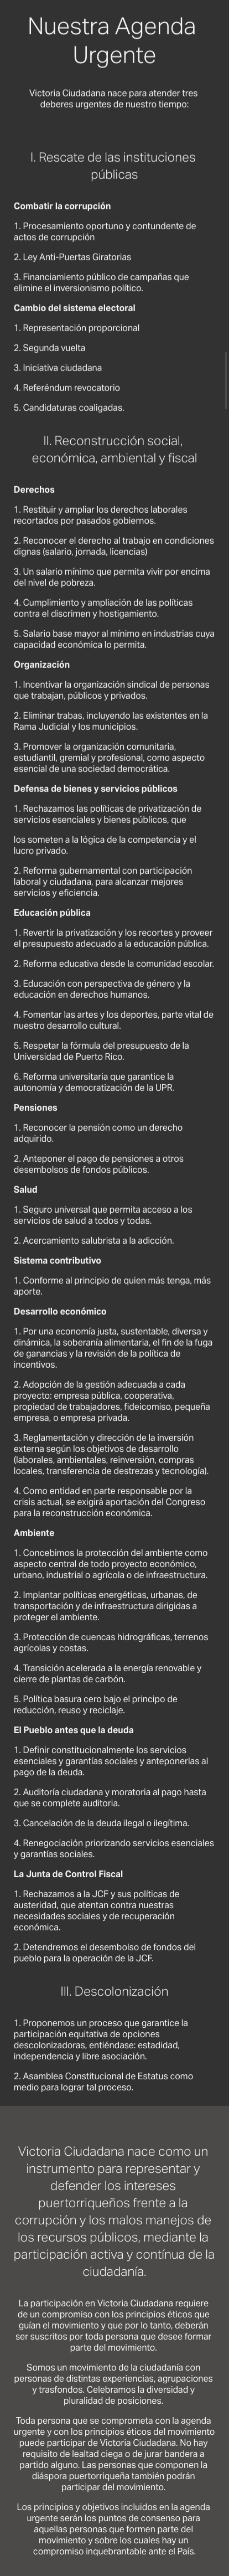 Nuestra Agenda
Urgente
Victoria Ciudadana nace para atender tres
deberes urgentes de nuestro tiempo:
I. Rescate de las instituciones
públicas
Combatir la corrupción
1. Procesamiento oportuno y contundente de
actos de corrupción
2. Ley Anti-Puertas Giratorias
3. Financiamiento público de campañas que
elimine el inversionismo político.
Cambio del sistema electoral
1. Representación proporcional
2. Segunda vuelta
3. Iniciativa ciudadana
4. Referéndum revocatorio
5. Candidaturas coaligadas.
II. Reconstrucción social,
económica, ambiental y fiscal
Derechos
1. Restituir y ampliar los derechos laborales
recortados por pasados gobiernos.
2. Reconocer el derecho al trabajo en condiciones
dignas (salario, jornada, licencias)
3. Un salario mínimo que permita vivir por encima
del nivel de pobreza.
4. Cumplimiento y ampliación de las políticas
contra el discrimen y hostigamiento.
5. Salario base mayor al mínimo en industrias cuya
capacidad económica lo permita.
Organización
1. Incentivar la organización sindical de personas
que trabajan, públicos y privados.
2. Eliminar trabas, incluyendo las existentes en la
Rama Judicial y los municipios.
3. Promover la organización comunitaria,
estudiantil, gremial y profesional, como aspecto
esencial de una sociedad democrática.
Defensa de bienes y servicios públicos
1. Rechazamos las políticas de privatización de
servicios esenciales y bienes públicos, que
los someten a la lógica de la competencia y el
lucro privado.
2. Reforma gubernamental con participación
laboral y ciudadana, para alcanzar mejores
servicios y eficiencia.
Educación pública
1. Revertir la privatización y los recortes y proveer
el presupuesto adecuado a la educación pública.
2. Reforma educativa desde la comunidad escolar.
3. Educación con perspectiva de género y la
educación en derechos humanos.
4. Fomentar las artes y los deportes, parte vital de
nuestro desarrollo cultural.
5. Respetar la fórmula del presupuesto de la
Universidad de Puerto Rico.
6. Reforma universitaria que garantice la
autonomía y democratización de la UPR.
Pensiones
1. Reconocer la pensión como un derecho
adquirido.
2. Anteponer el pago de pensiones a otros
desembolsos de fondos públicos.
Salud
1. Seguro universal que permita acceso a los
servicios de salud a todos y todas.
2. Acercamiento salubrista a la adicción.
Sistema contributivo
1. Conforme al principio de quien más tenga, más
aporte.
Desarrollo económico
1. Por una economía justa, sustentable, diversa y
dinámica, la soberanía alimentaria, el fin de la fuga
de ganancias y la revisión de la política de
incentivos.
2. Adopción de la gestión adecuada a cada
proyecto: empresa pública, cooperativa,
propiedad de trabajadores, fideicomiso, pequeña
empresa, o empresa privada.
3. Reglamentación y dirección de la inversión
externa según los objetivos de desarrollo
(laborales, ambientales, reinversión, compras
locales, transferencia de destrezas y tecnología).
4. Como entidad en parte responsable por la
crisis actual, se exigirá aportación del Congreso
para la reconstrucción económica.
Ambiente
1. Concebimos la protección del ambiente como
aspecto central de todo proyecto económico,
urbano, industrial o agrícola o de infraestructura.
2. Implantar políticas energéticas, urbanas, de
transportación y de infraestructura dirigidas a
proteger el ambiente.
3. Protección de cuencas hidrográficas, terrenos
agrícolas y costas.
4. Transición acelerada a la energía renovable y
cierre de plantas de carbón.
5. Política basura cero bajo el principo de
reducción, reuso y reciclaje.
El Pueblo antes que la deuda
1. Definir constitucionalmente los servicios
esenciales y garantías sociales y anteponerlas al
pago de la deuda.
2. Auditoría ciudadana y moratoria al pago hasta
que se complete auditoria.
3. Cancelación de la deuda ilegal o ilegítima.
4. Renegociación priorizando servicios esenciales
y garantías sociales.
La Junta de Control Fiscal
1. Rechazamos a la JCF y sus políticas de
austeridad, que atentan contra nuestras
necesidades sociales y de recuperación
económica.
2. Detendremos el desembolso de fondos del
pueblo para la operación de la JCF.
III. Descolonización
1. Proponemos un proceso que garantice la
participación equitativa de opciones
descolonizadoras, entiéndase: estadidad,
independencia y libre asociación.
2. Asamblea Constitucional de Estatus como
medio para lograr tal proceso.
Victoria Ciudadana nace como un
instrumento para representar y
defender los intereses
puertorriqueños frente a la
corrupción y los malos manejos de
los recursos públicos, mediante la
participación activa y contínua de la
ciudadanía.
La participación en Victoria Ciudadana requiere
de un compromiso con los principios éticos que
guían el movimiento y que por lo tanto, deberán
ser suscritos por toda persona que desee formar
parte del movimiento.
Somos un movimiento de la ciudadanía con
personas de distintas experiencias, agrupaciones
y trasfondos. Celebramos la diversidad y
pluralidad de posiciones.
Toda persona que se comprometa con la agenda
urgente y con los principios éticos del movimiento
puede participar de Victoria Ciudadana. No hay
requisito de lealtad ciega o de jurar bandera a
partido alguno. Las personas que componen la
diáspora puertorriqueña también podrán
participar del movimiento.
Los principios y objetivos incluidos en la agenda
urgente serán los puntos de consenso para
aquellas personas que formen parte del
movimiento y sobre los cuales hay un
compromiso inquebrantable ante el País.